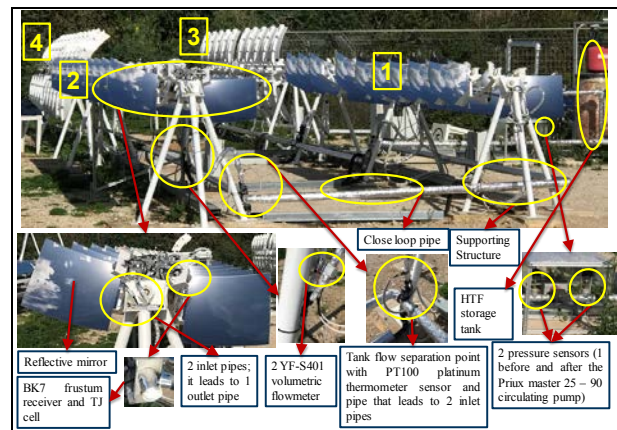 4
3
2
1
Close loop pipe
Supporting
Structure
HTF
storage
tank
Reflective mirror
BK7 frustum
receiver and TJ
cell
2 inlet pipes;
it leads to 1
outlet pipe
2 YF-S401
volumetric
flowmeter
Tank flow separation point
with PT100 platinum
thermometer sensor and
pipe that leads to 2 inlet
pipes
2 pressure sensors (1
before and after the
Priux master 25 – 90
circulating pump)